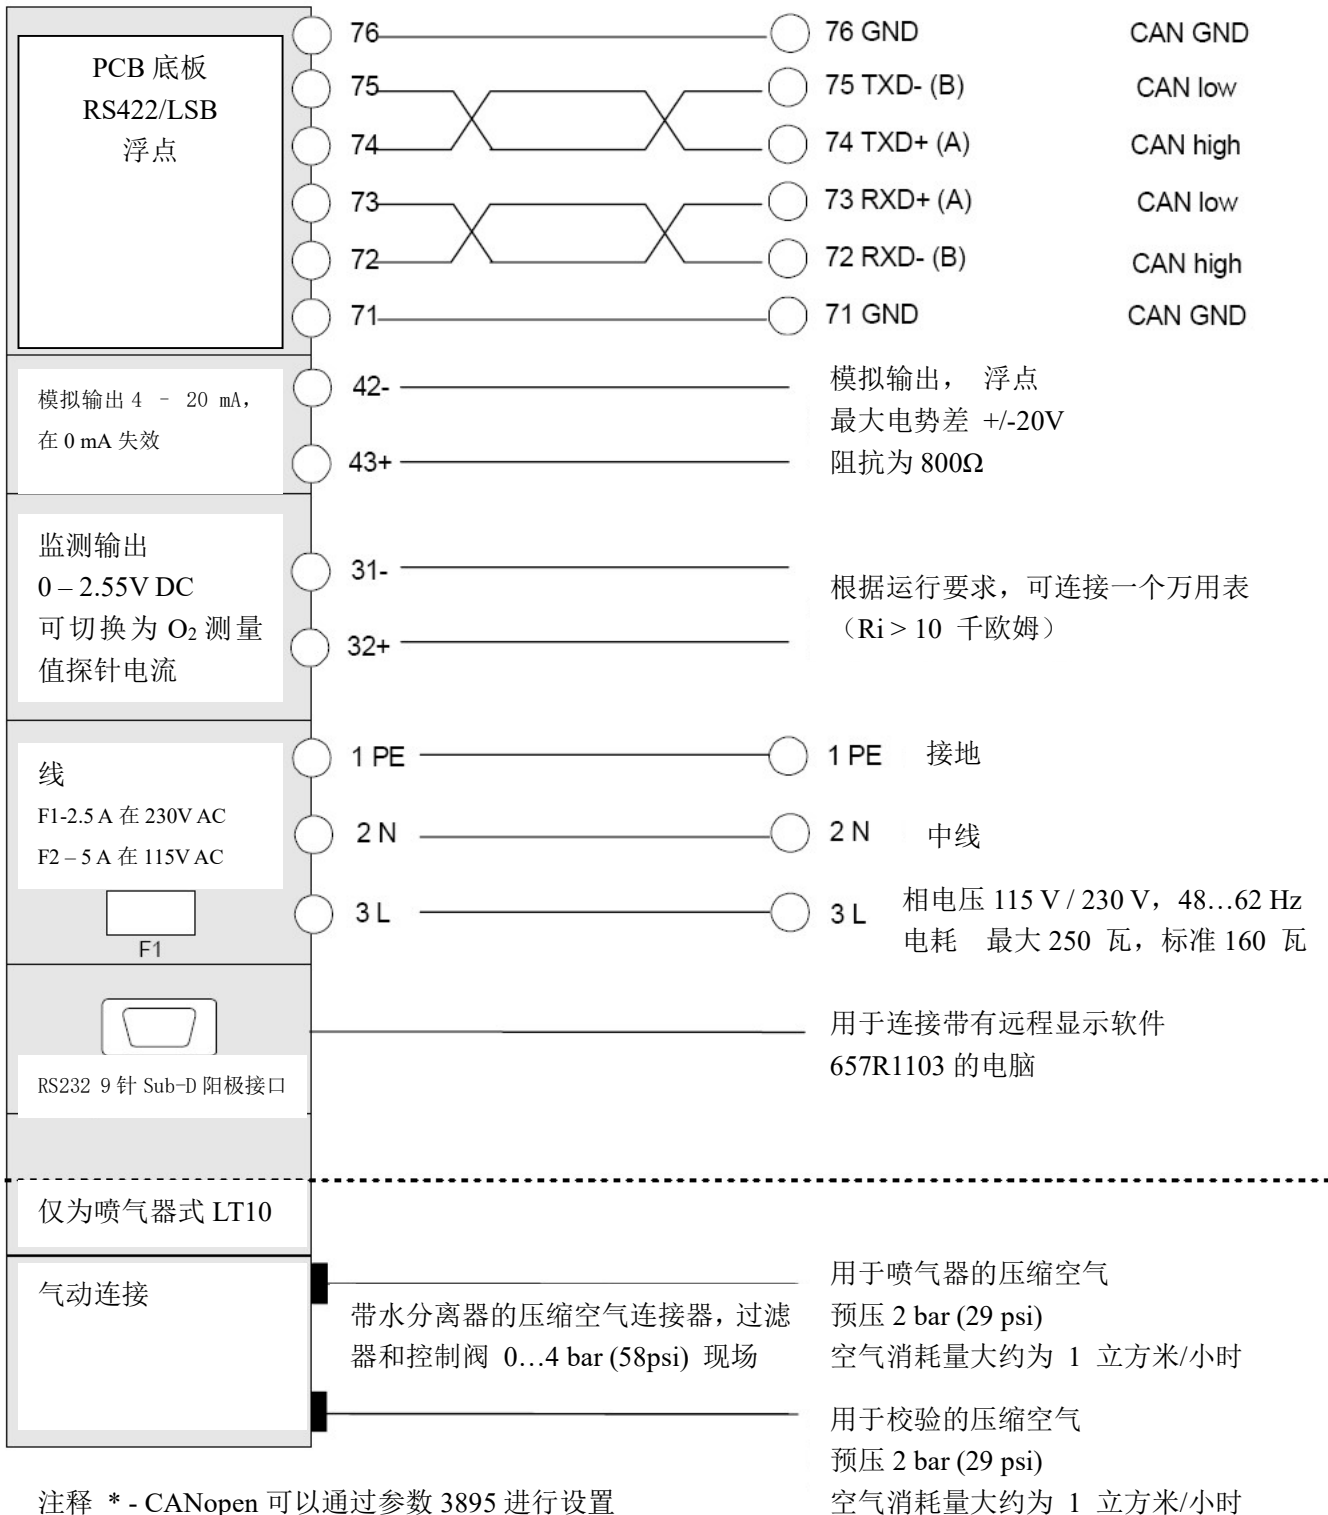 76 76 GND CAN GND
PCB 底板
75 75 TXD- (B) CAN low
RS422/LSB
74 74 TXD+ (A) CAN high
浮点
73 73 RXD+ (A) CAN low
72 72 RXD- (B) CAN high
71 71 GND CAN GND
模拟输出 4 – 20 mA，
在 0 mA 失效
42-
43+
模拟输出， 浮点
最大电势差 +/-20V
阻抗为 800Ω
监测输出
0 – 2.55V DC
可切换为 O₂ 测量
值探针电流
31-
32+
根据运行要求，可连接一个万用表
（Ri > 10 千欧姆）
线
F1-2.5 A 在 230V AC
F2 – 5 A 在 115V AC
F1
1 PE 1 PE 接地
2 N 2 N 中线
3 L 3 L
相电压 115 V / 230 V，48…62 Hz
电耗 最大 250 瓦，标准 160 瓦
RS232 9 针 Sub-D 阳极接口
用于连接带有远程显示软件
657R1103 的电脑
仅为喷气器式 LT10
气动连接
带水分离器的压缩空气连接器，过滤
器和控制阀 0…4 bar (58psi) 现场
用于喷气器的压缩空气
预压 2 bar (29 psi)
空气消耗量大约为 1 立方米/小时
用于校验的压缩空气
预压 2 bar (29 psi)
空气消耗量大约为 1 立方米/小时
注释 * - CANopen 可以通过参数 3895 进行设置